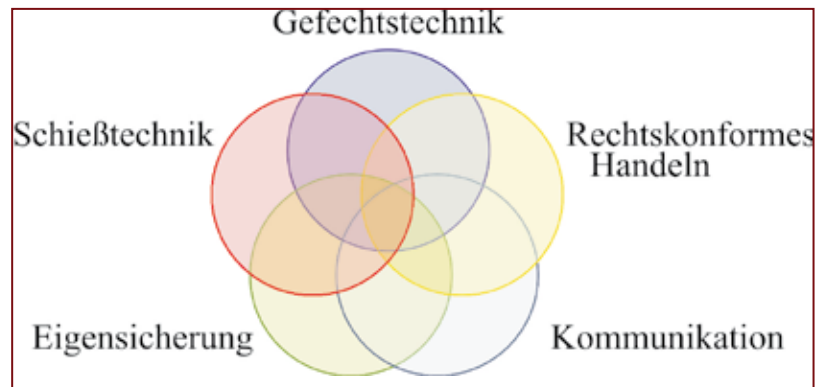 Gefechtstechnik
Schießtechnik
Rechtskonformes
Handeln
Eigensicherung
Kommunikation